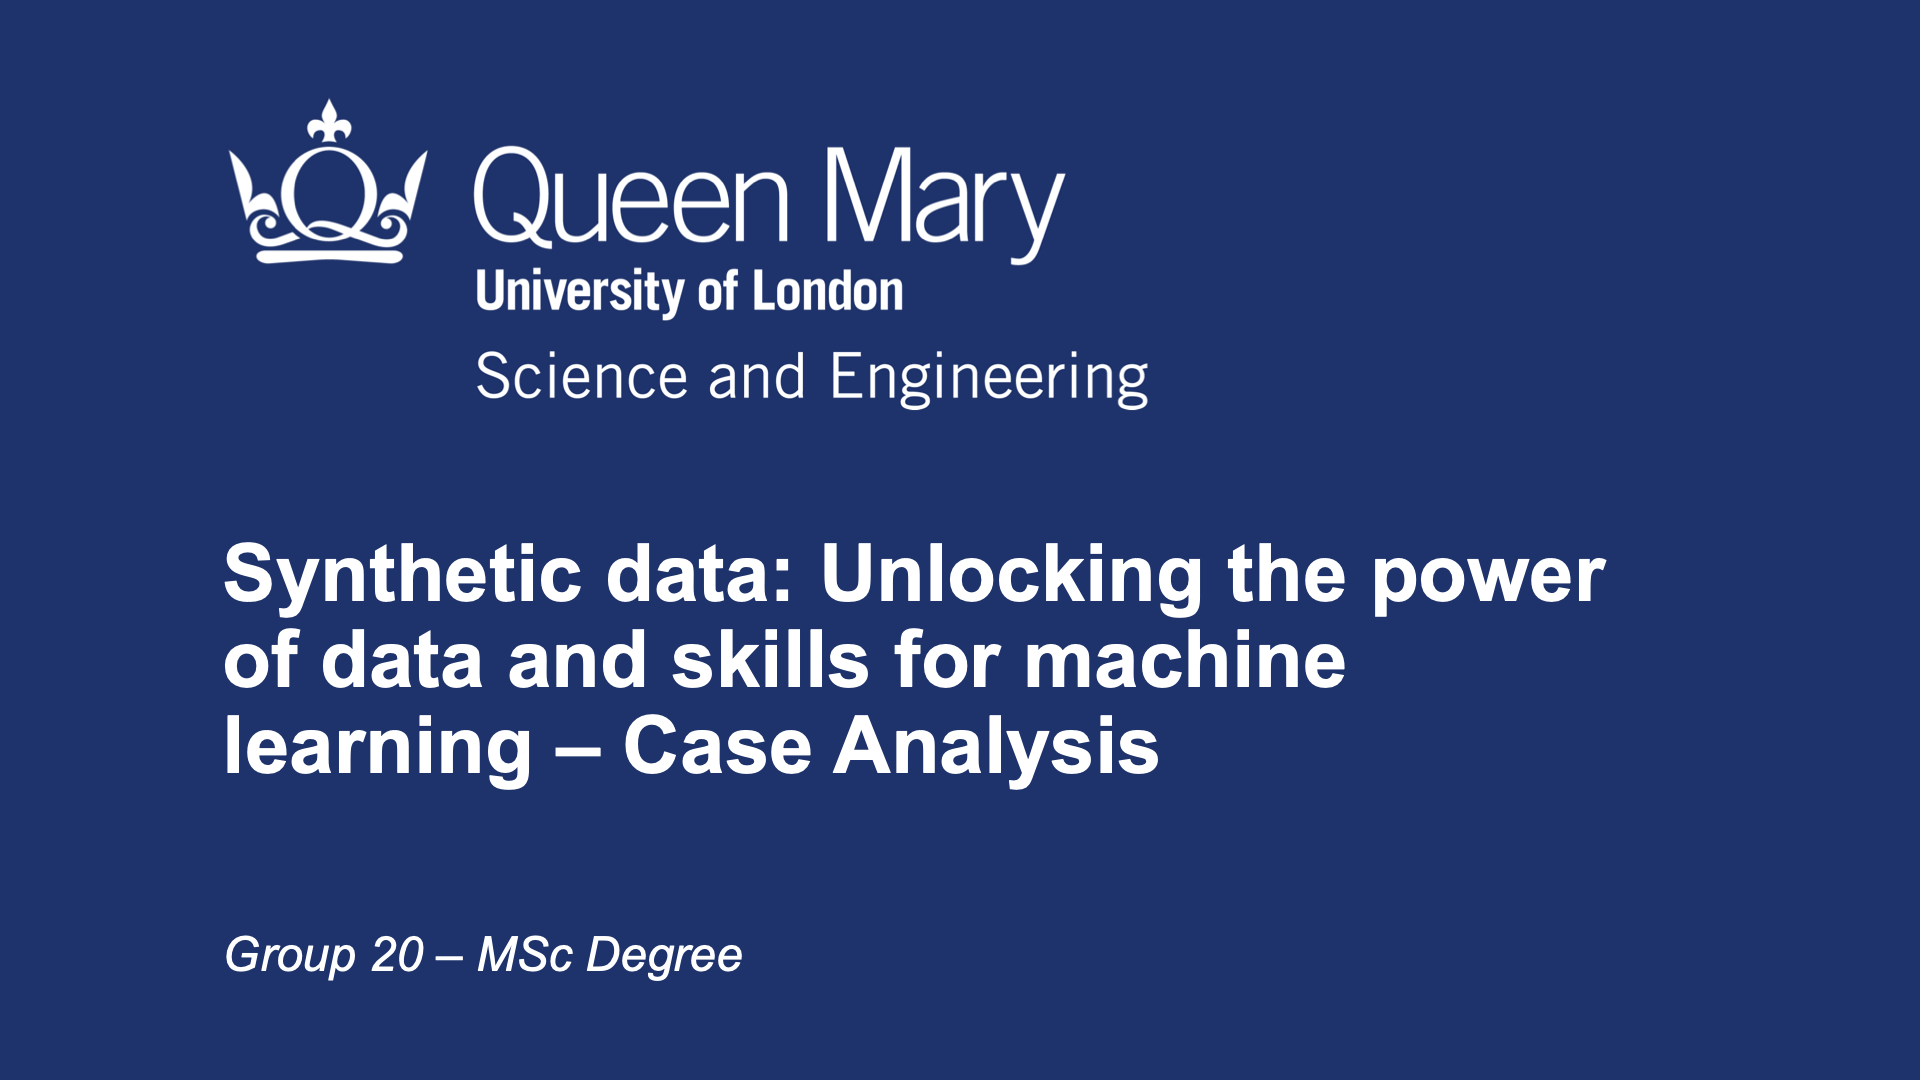 Queen Mary
University of London
Science and Engineering
Synthetic data: Unlocking the power
of data and skills for machine
learning – Case Analysis
Group 20 – MSc Degree